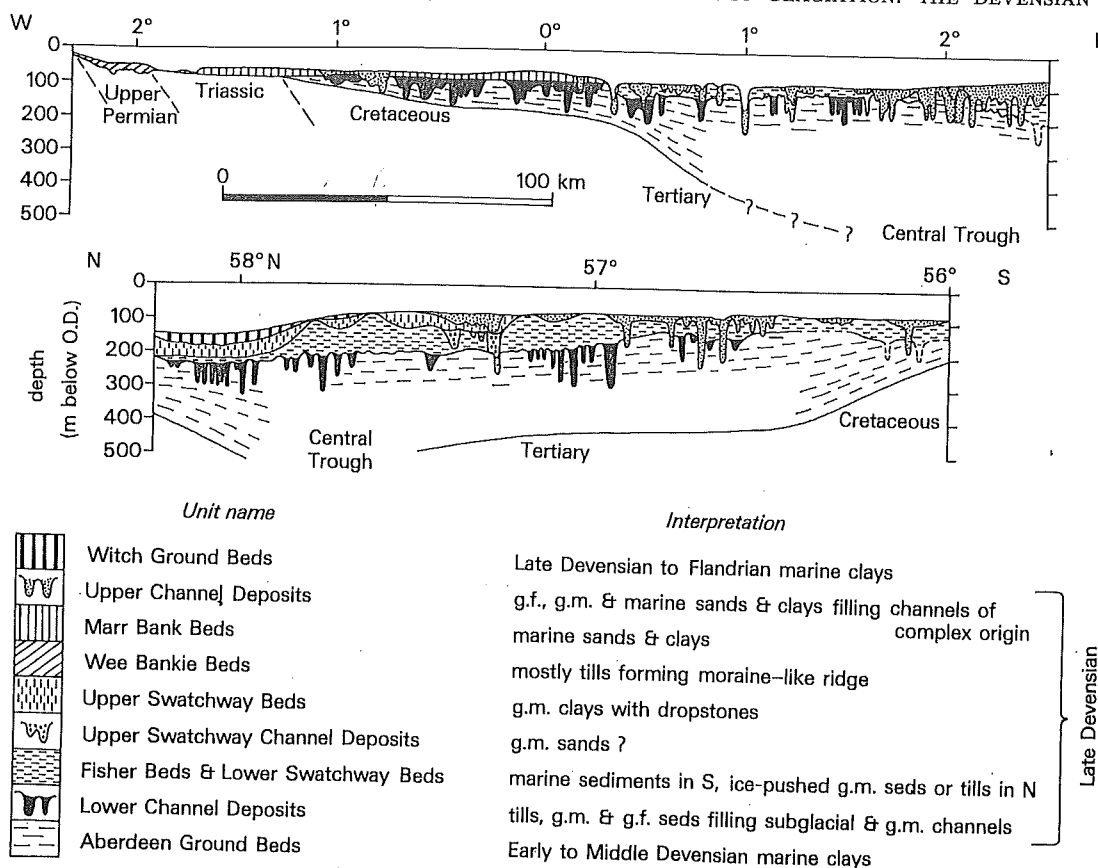 THE DEVENSIAN
W
2°
1°
0°
1°
2°
0
100
200
300
400
500
Upper
Permian
Triassic
Cretaceous
Tertiary
?
?
?
Central Trough
0
100 km
N
58°N
57°
56°
S
0
100
200
300
400
500
depth
(m below O.D.)
Central
Trough
Tertiary
Cretaceous
Unit name
Interpretation
Witch Ground Beds
Late Devensian to Flandrian marine clays
Upper Channel Deposits
g.f., g.m. & marine sands & clays filling channels of
complex origin
Marr Bank Beds
marine sands & clays
Wee Bankie Beds
mostly tills forming moraine-like ridge
Upper Swatchway Beds
g.m. clays with dropstones
Upper Swatchway Channel Deposits
g.m. sands ?
Fisher Beds & Lower Swatchway Beds
marine sediments in S, ice-pushed g.m. seds or tills in N
Lower Channel Deposits
tills, g.m. & g.f. seds filling subglacial & g.m. channels
Aberdeen Ground Beds
Early to Middle Devensian marine clays
Late Devensian